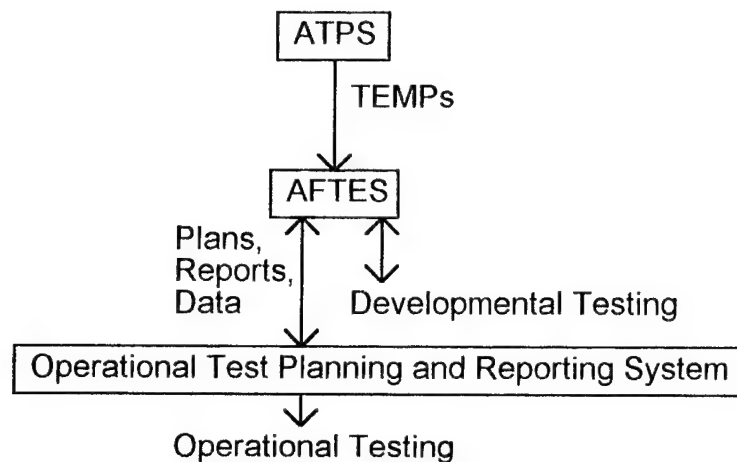 ATPS
TEMPs
AFTES
Plans,
Reports,
Data
Developmental Testing
Operational Test Planning and Reporting System
Operational Testing